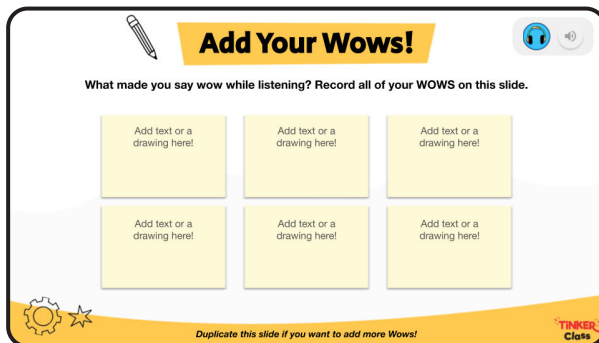 Add Your Wows!
What made you say wow while listening? Record all of your WOWS on this slide.
Add text or a
drawing here!
Add text or a
drawing here!
Add text or a
drawing here!
Add text or a
drawing here!
Add text or a
drawing here!
Add text or a
drawing here!
Duplicate this slide if you want to add more Wows!
TINKER
Class